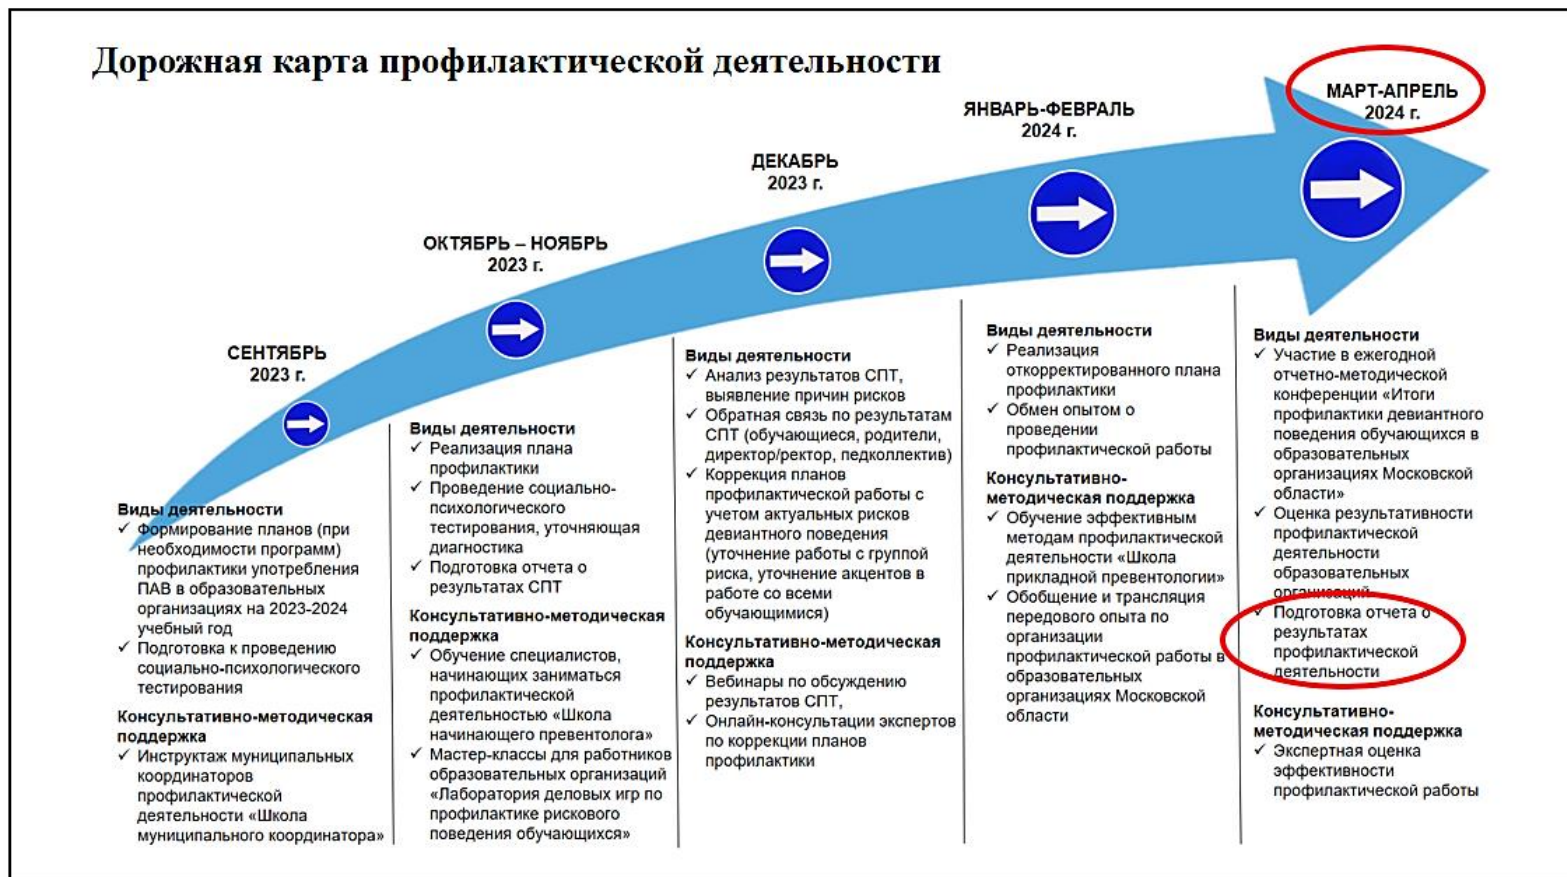 Дорожная карта профилактической деятельности
СЕНТЯБРЬ
2023 г.
Виды деятельности
✓ Формирование планов (при
необходимости программ)
профилактики употребления
ПАВ в образовательных
организациях на 2023-2024
учебный год
✓ Подготовка к проведению
социально-психологического
тестирования
Консультативно-методическая
поддержка
✓ Инструктаж муниципальных
координаторов
профилактической
деятельности «Школа
муниципального координатора»
ОКТЯБРЬ – НОЯБРЬ
2023 г.
Виды деятельности
✓ Реализация плана
профилактики
✓ Проведение социально-
психологического
тестирования, уточняющая
диагностика
✓ Подготовка отчета о
результатах СПТ
Консультативно-методическая
поддержка
✓ Обучение специалистов,
начинающих заниматься
профилактической
деятельностью «Школа
начинающего превентолога»
✓ Мастер-классы для работников
образовательных организаций
«Лаборатория деловых игр по
профилактике рискового
поведения обучающихся»
ДЕКАБРЬ
2023 г.
Виды деятельности
✓ Анализ результатов СПТ,
выявление причин рисков
✓ Обратная связь по результатам
СПТ (обучающиеся, родители,
директор/ректор, педколлектив)
✓ Коррекция планов
профилактической работы с
учетом актуальных рисков
девиантного поведения
(уточнение работы с группой
риска, уточнение акцентов в
работе со всеми
обучающимися)
Консультативно-методическая
поддержка
✓ Вебинары по обсуждению
результатов СПТ,
✓ Онлайн-консультации экспертов
по коррекции планов
профилактики
ЯНВАРЬ-ФЕВРАЛЬ
2024 г.
Виды деятельности
✓ Реализация
откорректированного плана
профилактики
✓ Обмен опытом о
проведении
профилактической работы
Консультативно-
методическая поддержка
✓ Обучение эффективным
методам профилактической
деятельности «Школа
прикладной превентологии»
✓ Обобщение и трансляция
передового опыта по
организации
профилактической работы в
образовательных
организациях Московской
области
МАРТ-АПРЕЛЬ
2024 г.
Виды деятельности
✓ Участие в ежегодной
отчетно-методической
конференции «Итоги
профилактики девиантного
поведения обучающихся в
образовательных
организациях Московской
области»
✓ Оценка результативности
профилактической
деятельности
образовательных
организаций
✓ Подготовка отчета о
результатах
профилактической
деятельности
Консультативно-
методическая поддержка
✓ Экспертная оценка
эффективности
профилактической работы